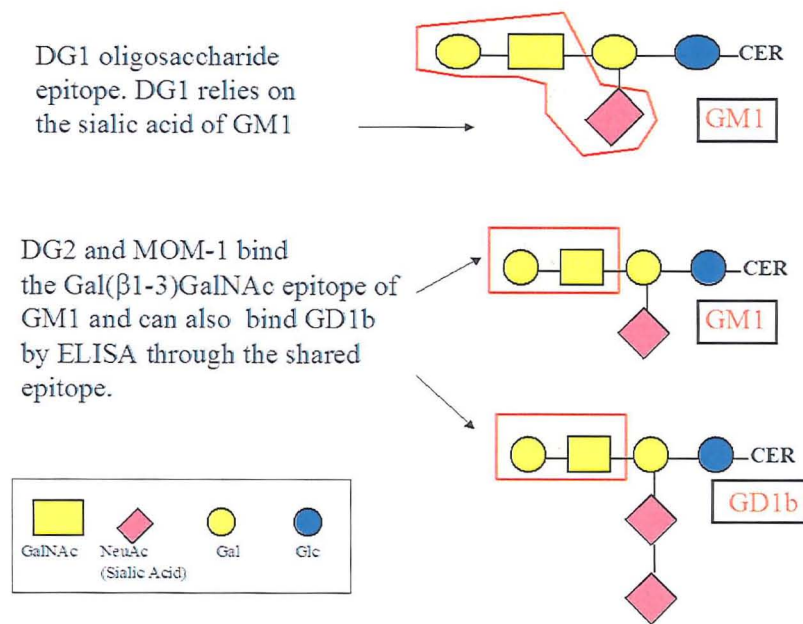 DG1 oligosaccharide
epitope. DG1 relies on
the sialic acid of GM1
CER
GM1
DG2 and MOM-1 bind
the Gal(β1-3)GalNAc epitope of
GM1 and can also bind GD1b
by ELISA through the shared
epitope.
CER
GM1
CER
GD1b
GalNAc NeuAc Gal Glc
(Sialic Acid)